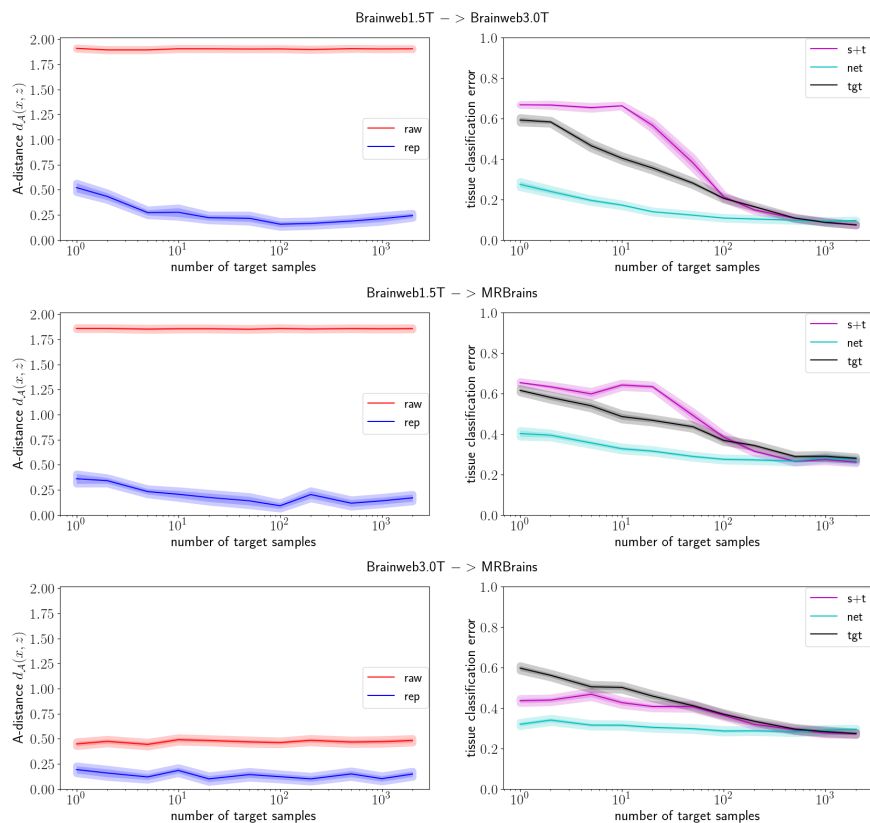 Brainweb1.5T − > Brainweb3.0T
2.00
1.75
1.50
1.25
1.00
0.75
0.50
0.25
0.00
A-distance d_A(x, z)
raw
rep
10^0
10^1
10^2
10^3
number of target samples
1.0
0.8
0.6
0.4
0.2
0.0
tissue classification error
s+t
net
tgt
10^0
10^1
10^2
10^3
number of target samples
Brainweb1.5T − > MRBrains
2.00
1.75
1.50
1.25
1.00
0.75
0.50
0.25
0.00
A-distance d_A(x, z)
raw
rep
10^0
10^1
10^2
10^3
number of target samples
1.0
0.8
0.6
0.4
0.2
0.0
tissue classification error
s+t
net
tgt
10^0
10^1
10^2
10^3
number of target samples
Brainweb3.0T − > MRBrains
2.00
1.75
1.50
1.25
1.00
0.75
0.50
0.25
0.00
A-distance d_A(x, z)
raw
rep
10^0
10^1
10^2
10^3
number of target samples
1.0
0.8
0.6
0.4
0.2
0.0
tissue classification error
s+t
net
tgt
10^0
10^1
10^2
10^3
number of target samples